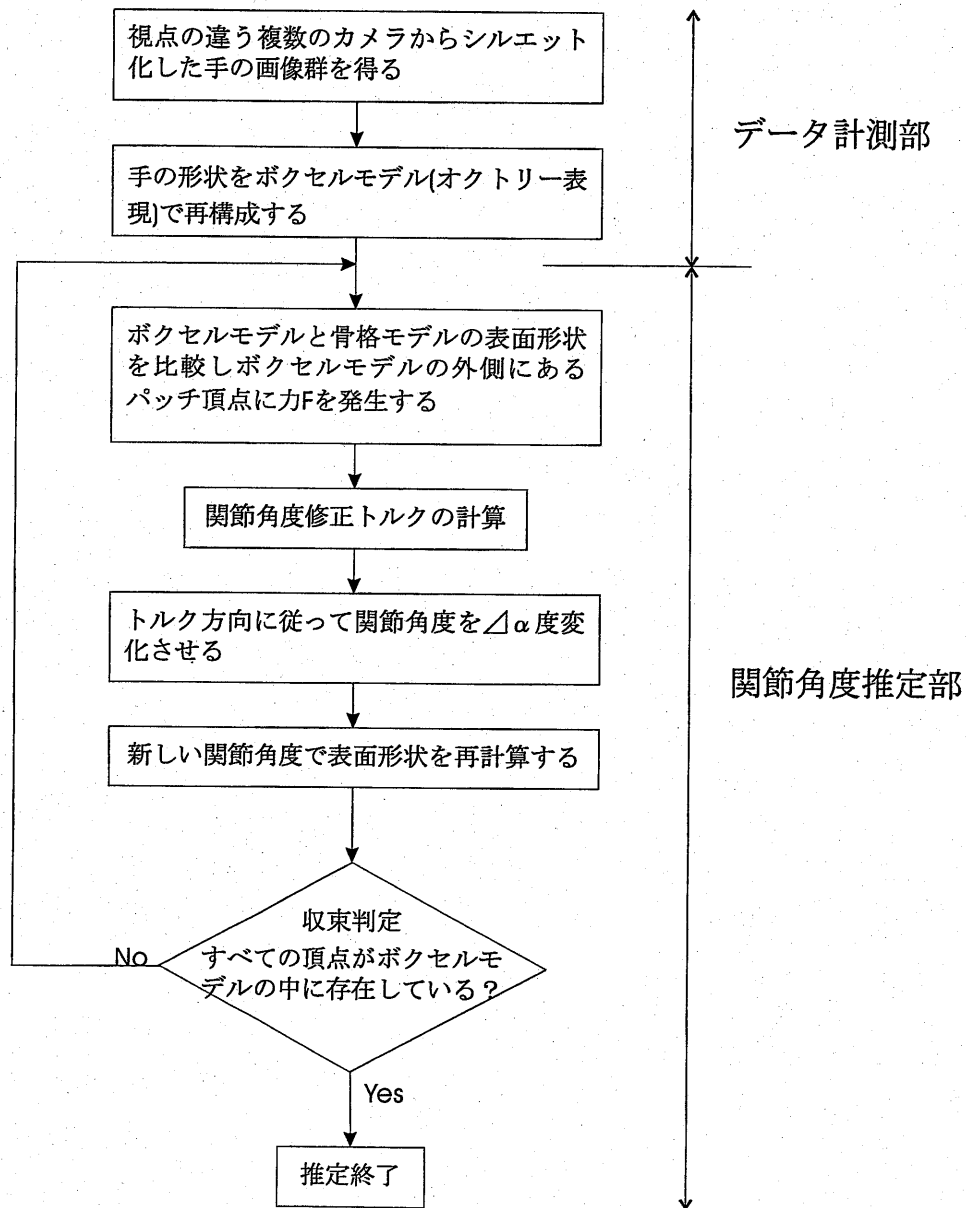 視点の違う複数のカメラからシルエット
化した手の画像群を得る
データ計測部
手の形状をボクセルモデル(オクトリー表
現)で再構成する
ボクセルモデルと骨格モデルの表面形状
を比較しボクセルモデルの外側にある
パッチ頂点に力Fを発生する
関節角度修正トルクの計算
トルク方向に従って関節角度を⊿α度変
化させる
関節角度推定部
新しい関節角度で表面形状を再計算する
収束判定
すべての頂点がボクセルモ
デルの中に存在している?
No
Yes
推定終了